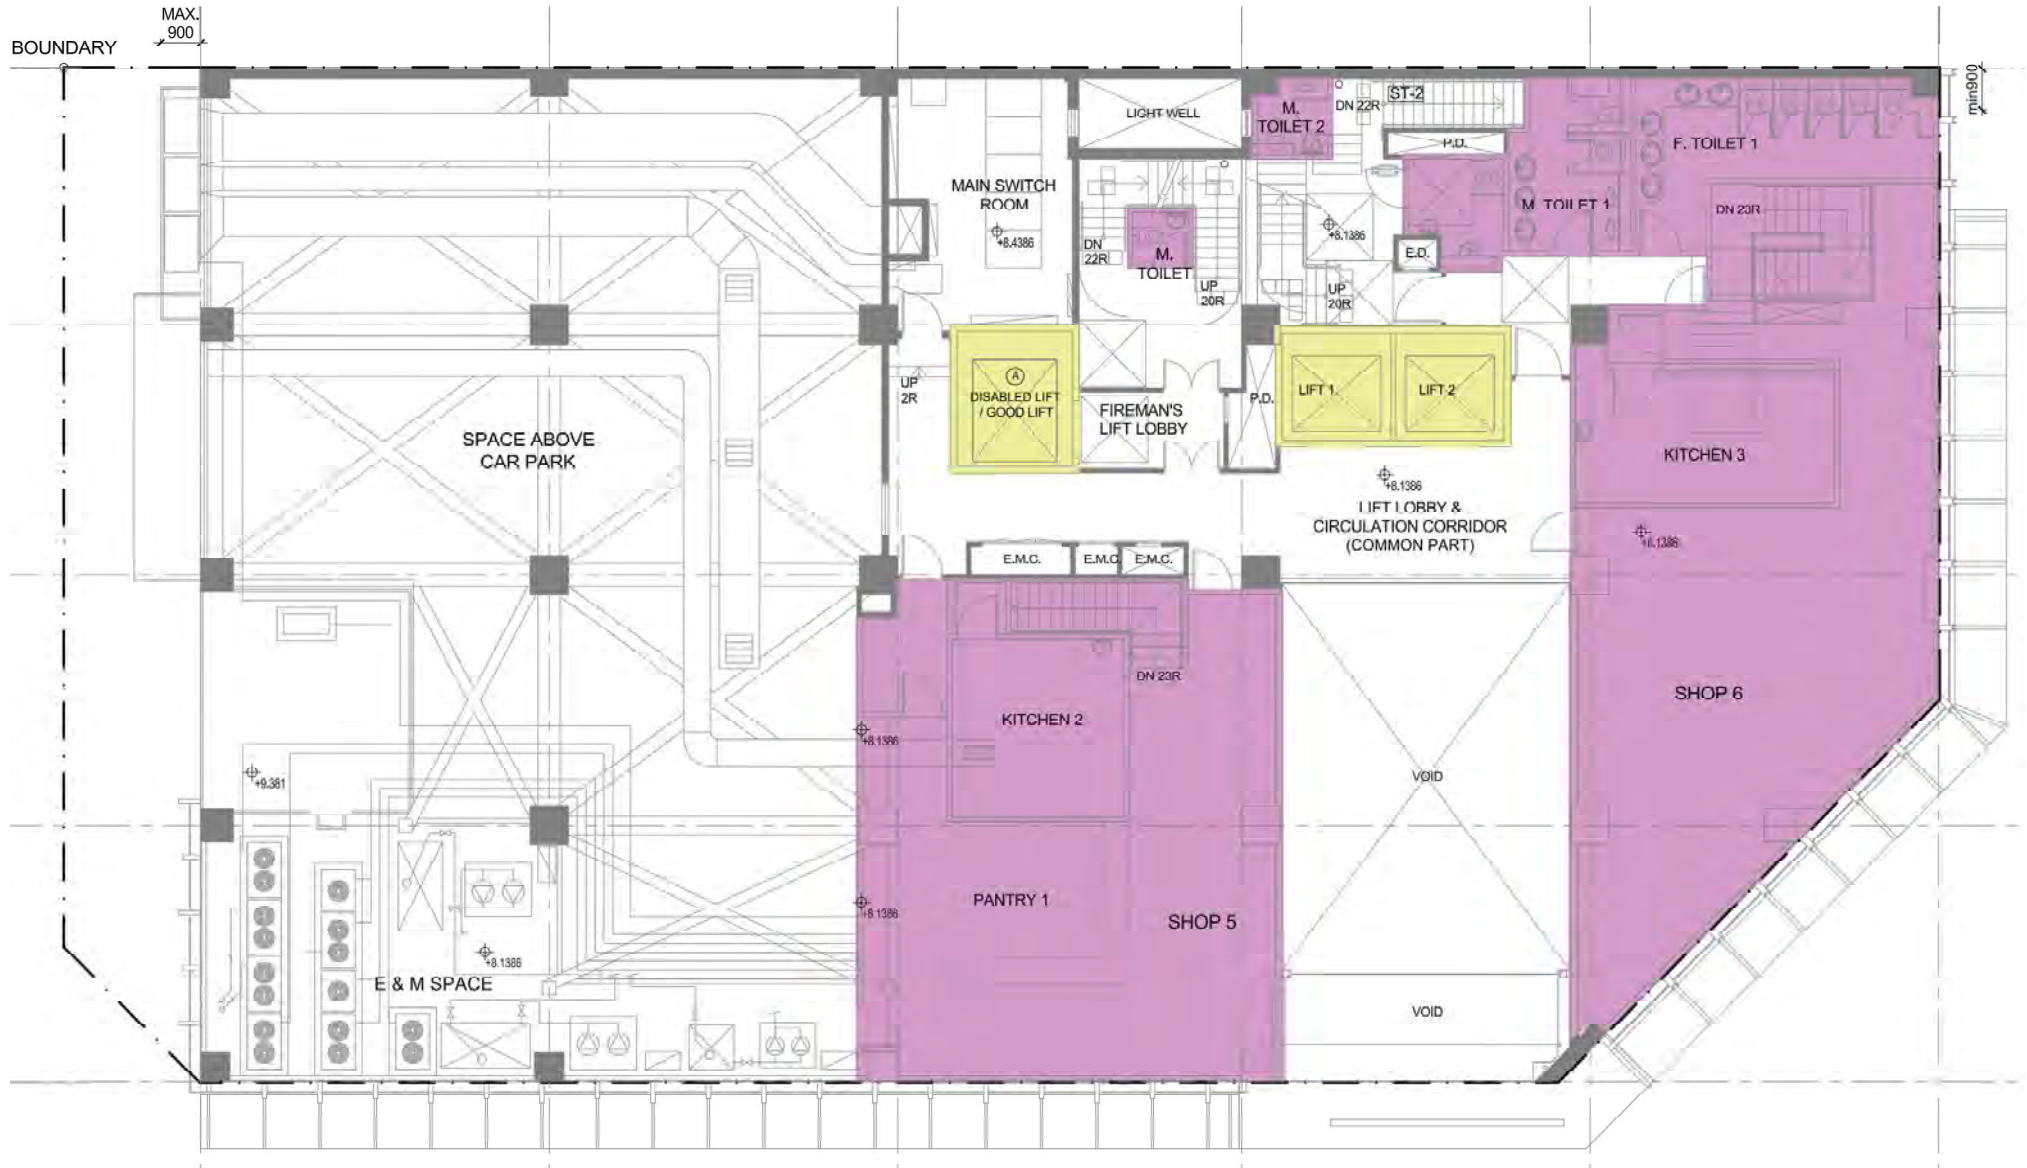 MAX.
900
BOUNDARY
min900
LIGHT WELL
M.
TOILET 2
DN 22R
ST-2
P.D.
F. TOILET 1
M. TOILET 1
DN 23R
MAIN SWITCH
ROOM
+8.4386
DN
22R
M.
TOILET
UP
20R
+8.1386
E.D.
UP
20R
UP
2R
A
DISABLED LIFT
/ GOOD LIFT
FIREMAN'S
LIFT LOBBY
P.D.
LIFT 1
LIFT 2
SPACE ABOVE
CAR PARK
KITCHEN 3
+8.1386
LIFT LOBBY &
CIRCULATION CORRIDOR
(COMMON PART)
+8.1386
E.M.C.
E.M.C.
E.M.C.
DN 23R
KITCHEN 2
SHOP 6
+8.1386
VOID
+9.381
PANTRY 1
+8.1386
SHOP 5
+8.1386
E & M SPACE
VOID